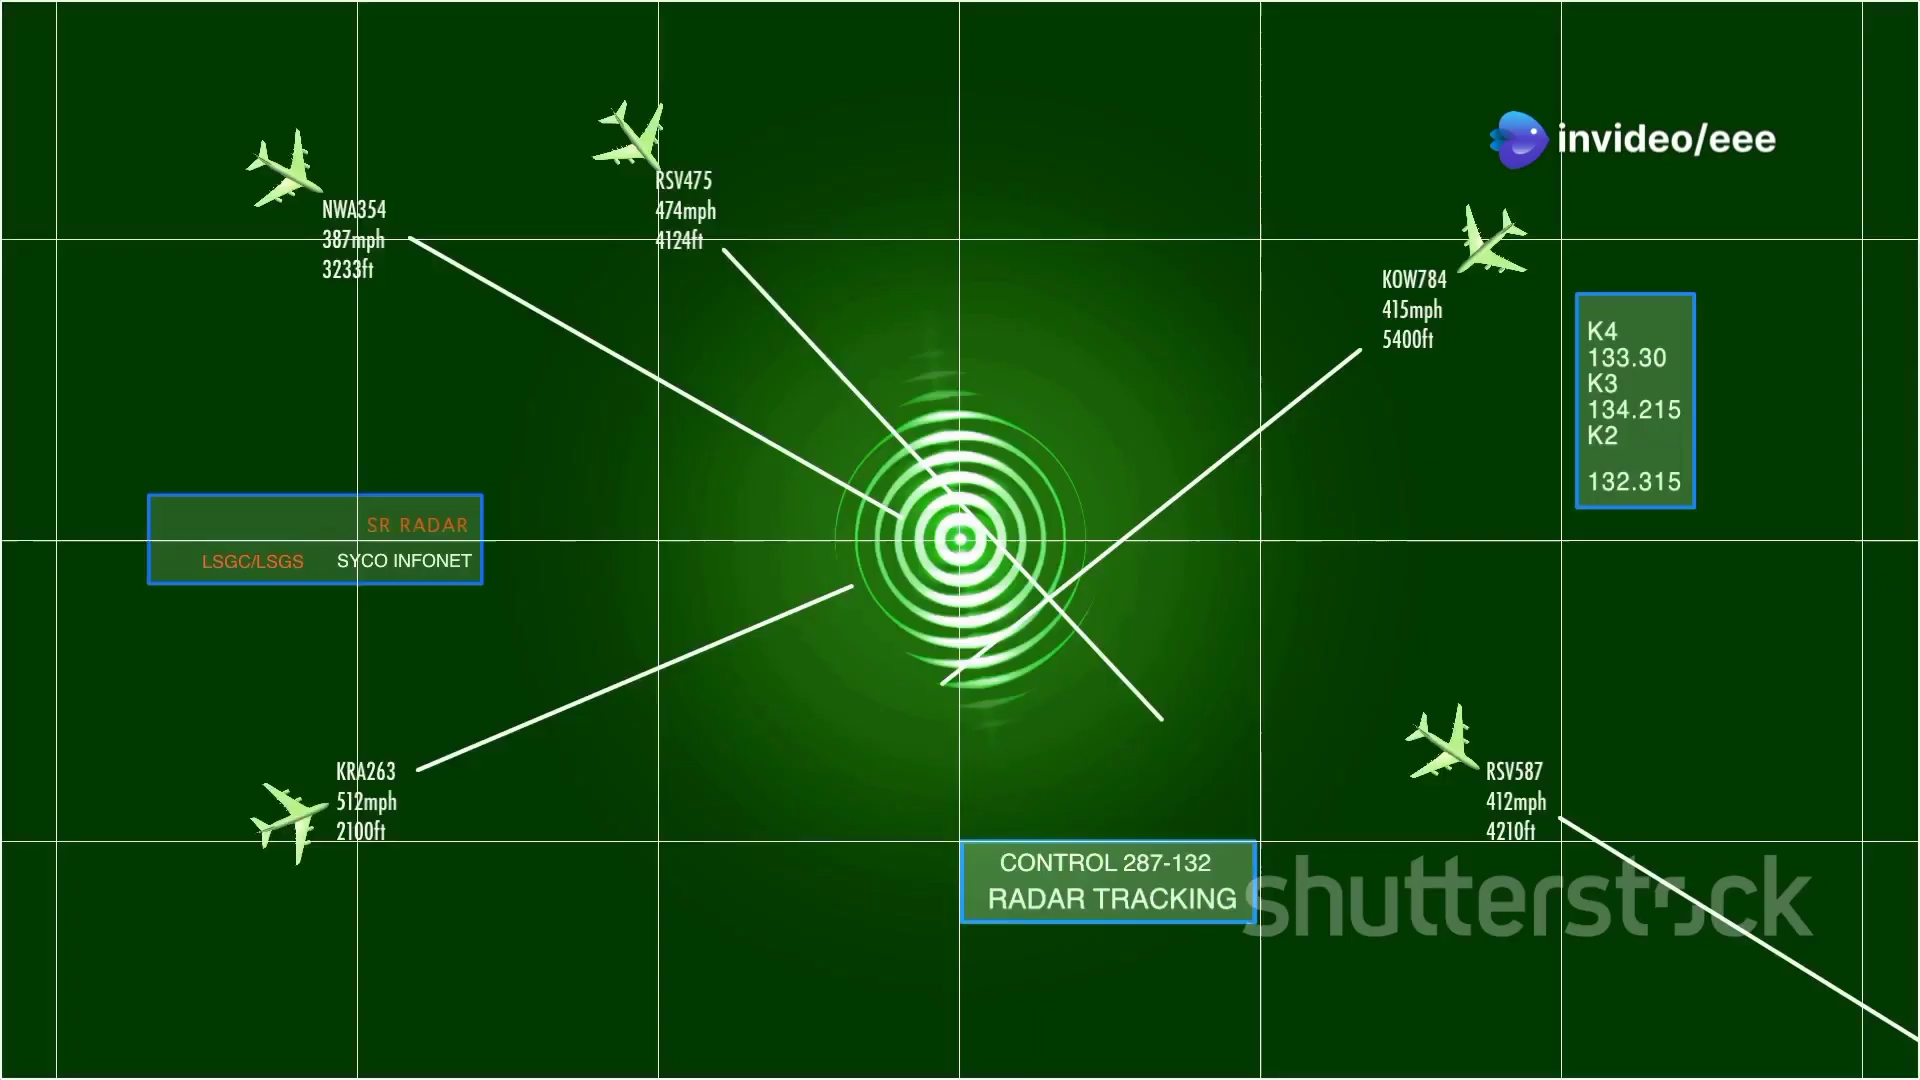 invideo/eee
NWA354
387mph
3233ft
RSV475
474mph
4124ft
KOW784
415mph
5400ft
K4
133.30
K3
134.215
K2
132.315
SR RADAR
LSGC/LSGS SYCO INFONET
KRA263
512mph
2100ft
RSV587
412mph
4210ft
CONTROL 287-132
RADAR TRACKING
shutterstock